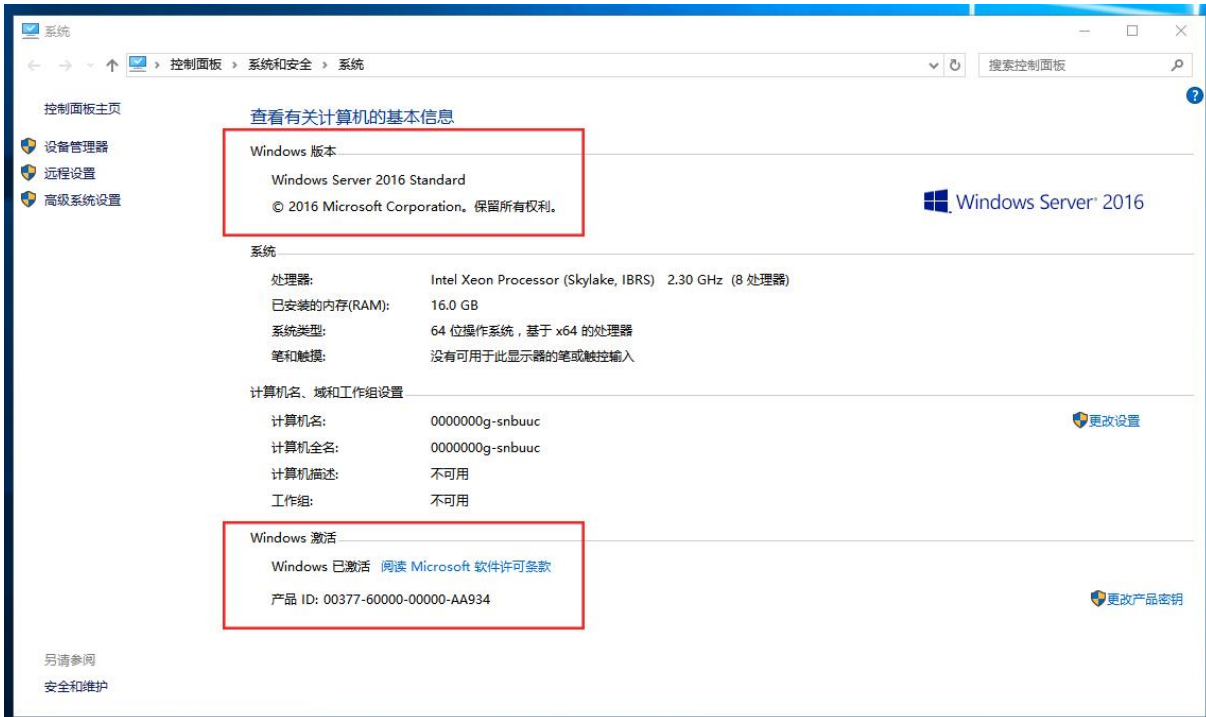 系统
控制面板 › 系统和安全 › 系统
搜索控制面板
控制面板主页
设备管理器
远程设置
高级系统设置
查看有关计算机的基本信息
Windows 版本
Windows Server 2016 Standard
© 2016 Microsoft Corporation。保留所有权利。
Windows Server® 2016
系统
处理器: Intel Xeon Processor (Skylake, IBRS) 2.30 GHz (8 处理器)
已安装的内存(RAM): 16.0 GB
系统类型: 64 位操作系统，基于 x64 的处理器
笔和触摸: 没有可用于此显示器的笔或触控输入
计算机名、域和工作组设置
计算机名: 0000000g-snbuuc
更改设置
计算机全名: 0000000g-snbuuc
计算机描述: 不可用
工作组: 不可用
Windows 激活
Windows 已激活 阅读 Microsoft 软件许可条款
产品 ID: 00377-60000-00000-AA934
更改产品密钥
另请参阅
安全和维护